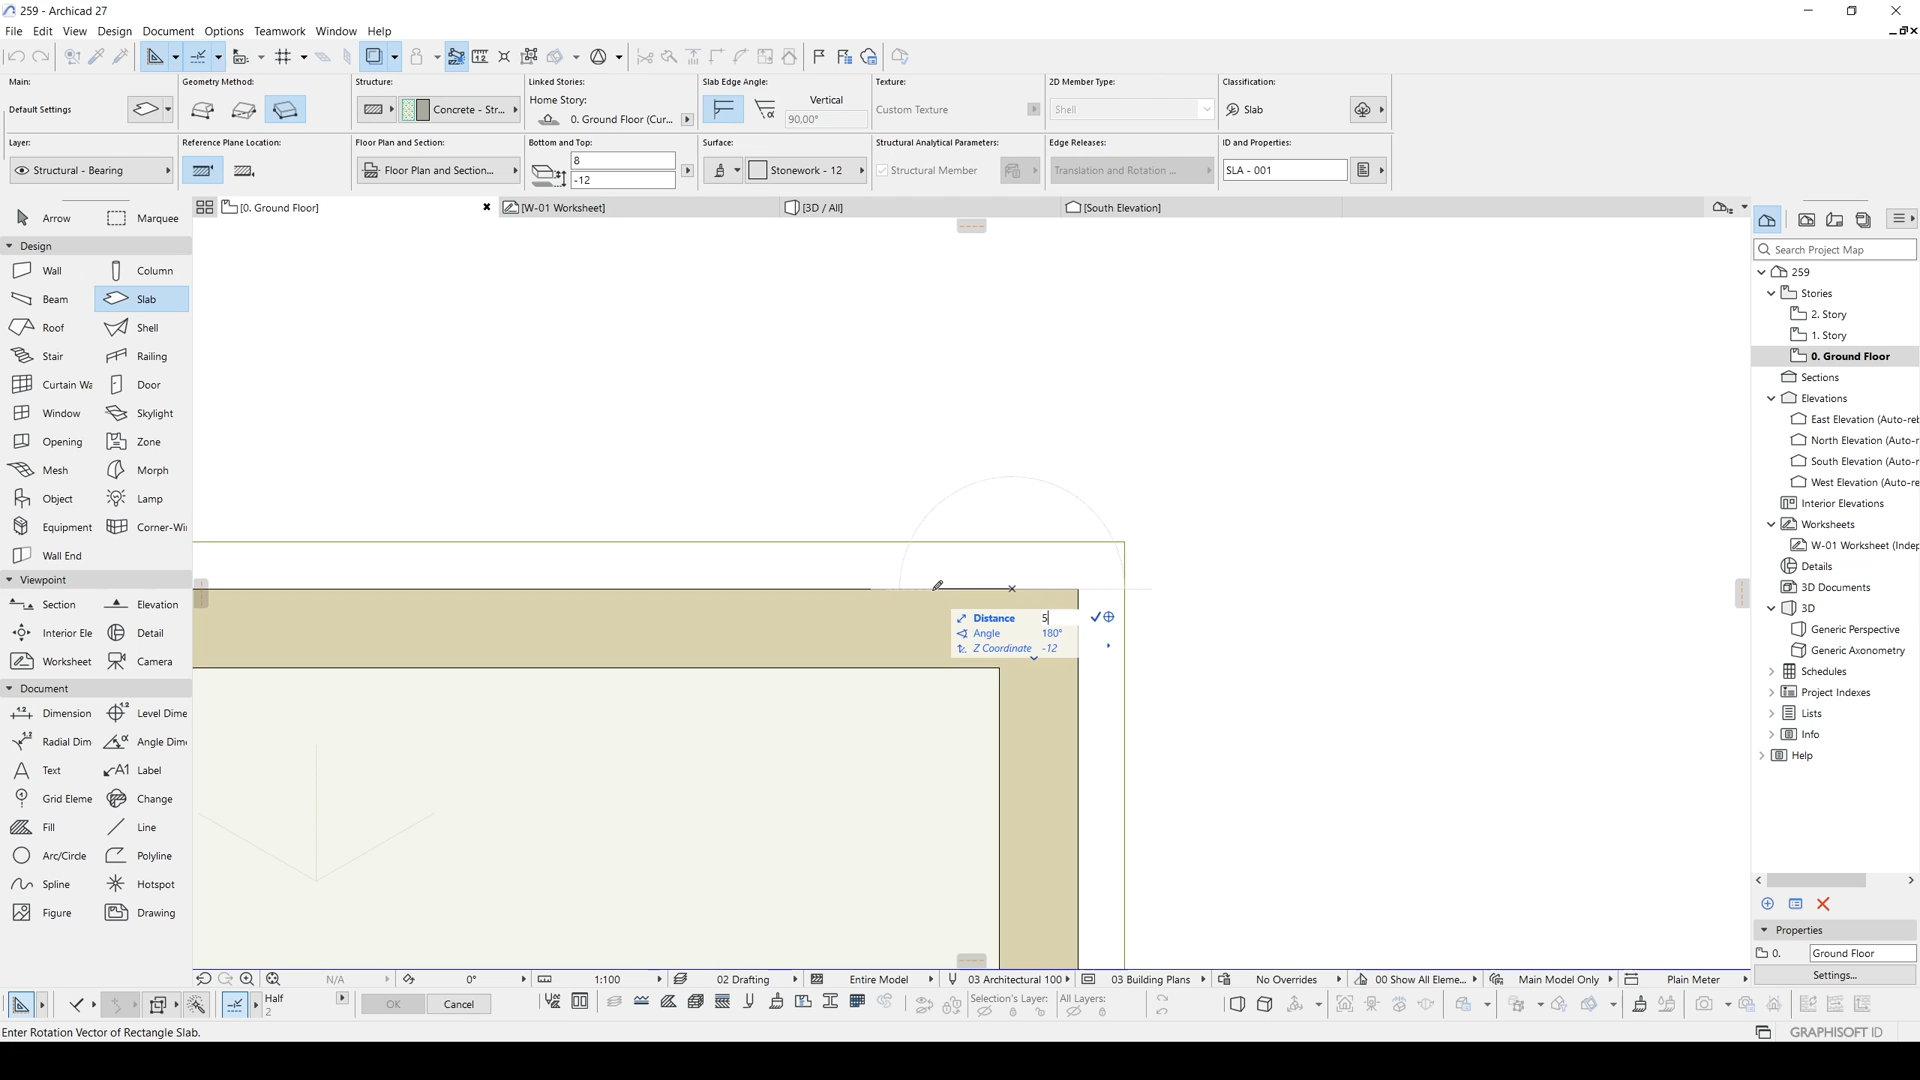 259 - Archicad 27
File Edit View Design Document Options Teamwork Window Help
Main: Geometry Method: Structure: Linked Stories: Slab Edge Angle: Texture: 2D Member Type: Classification:
Default Settings Concrete - Str... Home Story: Vertical Custom Texture Shell Slab
0. Ground Floor (Cur... 90,00°
Layer: Reference Plane Location: Floor Plan and Section: Bottom and Top: Surface: Structural Analytical Parameters: Edge Releases: ID and Properties:
Structural - Bearing Floor Plan and Section... 8 Stonework - 12 Structural Member Translation and Rotation ... SLA - 001
-12
[0. Ground Floor] [W-01 Worksheet] [3D / All] [South Elevation]
Arrow Marquee
Design
Wall Column
Beam Slab
Roof Shell
Stair Railing
Curtain Wa Door
Window Skylight
Opening Zone
Mesh Morph
Object Lamp
Equipment Corner-Wi
Wall End
Viewpoint
Section Elevation
Interior Ele Detail
Worksheet Camera
Document
Dimension Level Dime
Radial Dim Angle Dim
Text Label
Grid Eleme Change
Fill Line
Arc/Circle Polyline
Spline Hotspot
Figure Drawing
Distance 5
Angle 180°
Z Coordinate -12
Search Project Map
259
Stories
2. Story
1. Story
0. Ground Floor
Sections
Elevations
East Elevation (Auto-rel
North Elevation (Auto-r
South Elevation (Auto-r
West Elevation (Auto-re
Interior Elevations
Worksheets
W-01 Worksheet (Indep
Details
3D Documents
3D
Generic Perspective
Generic Axonometry
Schedules
Project Indexes
Lists
Info
Help
Properties
0. Ground Floor
Settings...
N/A 0° 1:100 02 Drafting Entire Model 03 Architectural 100 03 Building Plans No Overrides 00 Show All Eleme... Main Model Only Plain Meter
Half
2
OK Cancel
Selection's Layer: All Layers:
Enter Rotation Vector of Rectangle Slab.
GRAPHISOFT ID